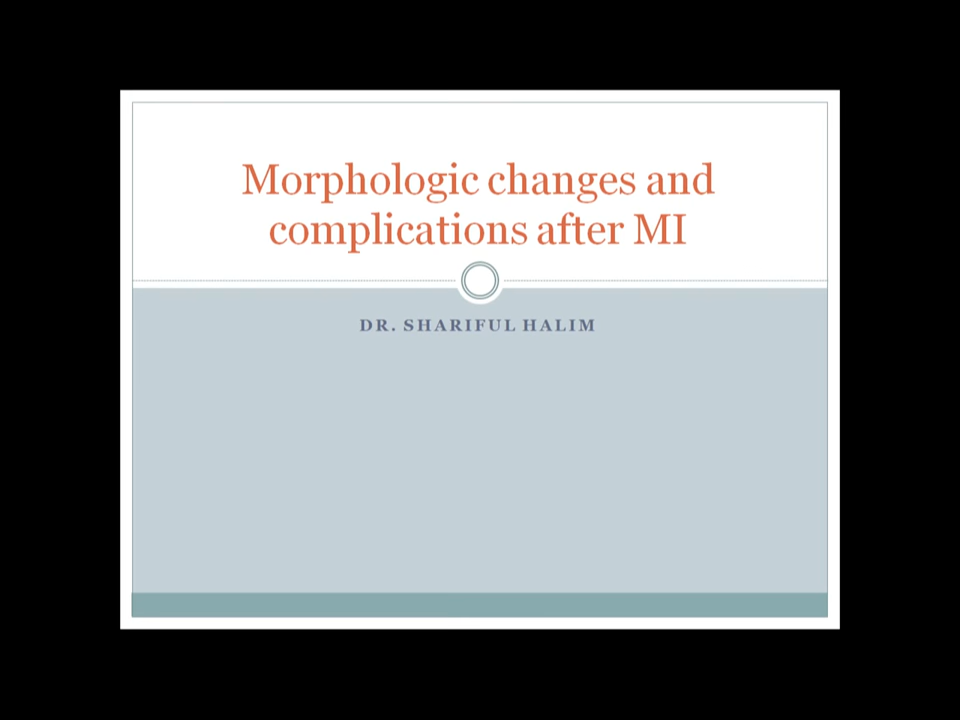 Morphologic changes and
complications after MI
DR. SHARIFUL HALIM